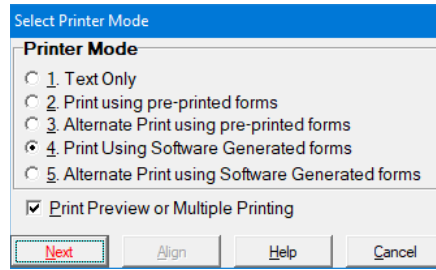 Select Printer Mode
Printer Mode
1. Text Only
2. Print using pre-printed forms
3. Alternate Print using pre-printed forms
4. Print Using Software Generated forms
5. Alternate Print using Software Generated forms
Print Preview or Multiple Printing
Next Align Help Cancel